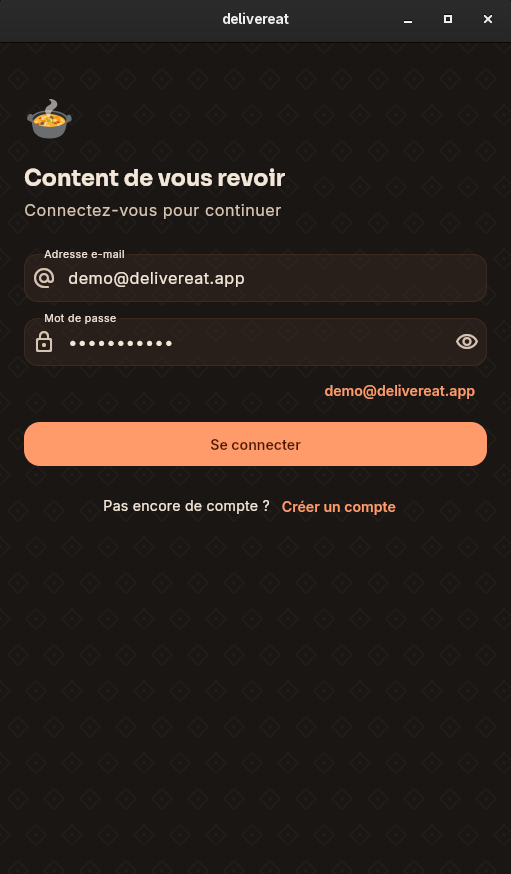 delivereat
Content de vous revoir
Connectez-vous pour continuer
Adresse e-mail
demo@delivereat.app
Mot de passe
•••••••••••
demo@delivereat.app
Se connecter
Pas encore de compte ? Créer un compte